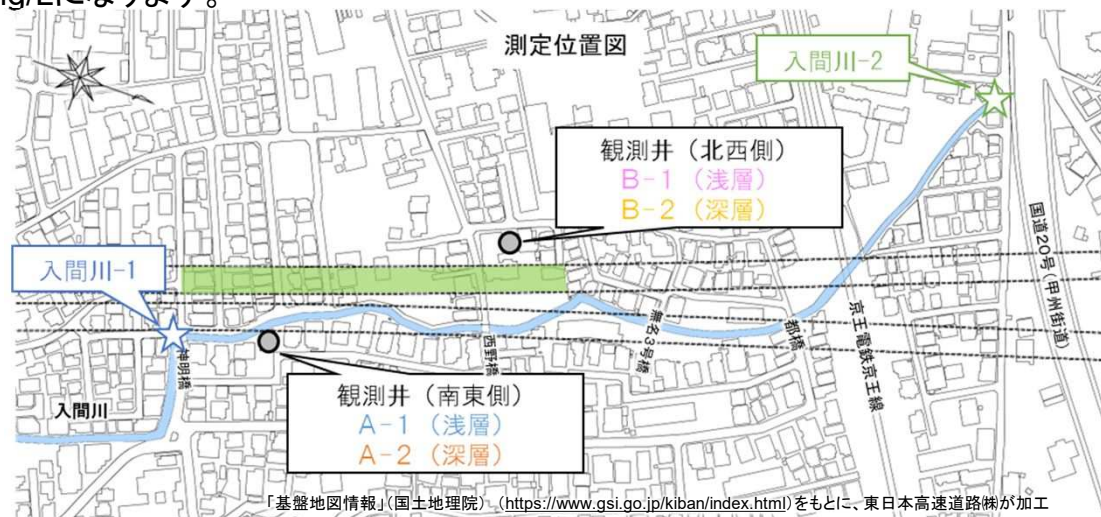 mg/Lになります。
測定位置図
入間川-2
観測井（北西側）
B-1（浅層）
B-2（深層）
国道20号(甲州街道)
入間川-1
神明橋
西野橋
無名3号橋
都橋
京王電鉄京王線
入間川
観測井（南東側）
A-1（浅層）
A-2（深層）
「基盤地図情報」(国土地理院)　(https://www.gsi.go.jp/kiban/index.html)をもとに、東日本高速道路㈱が加工